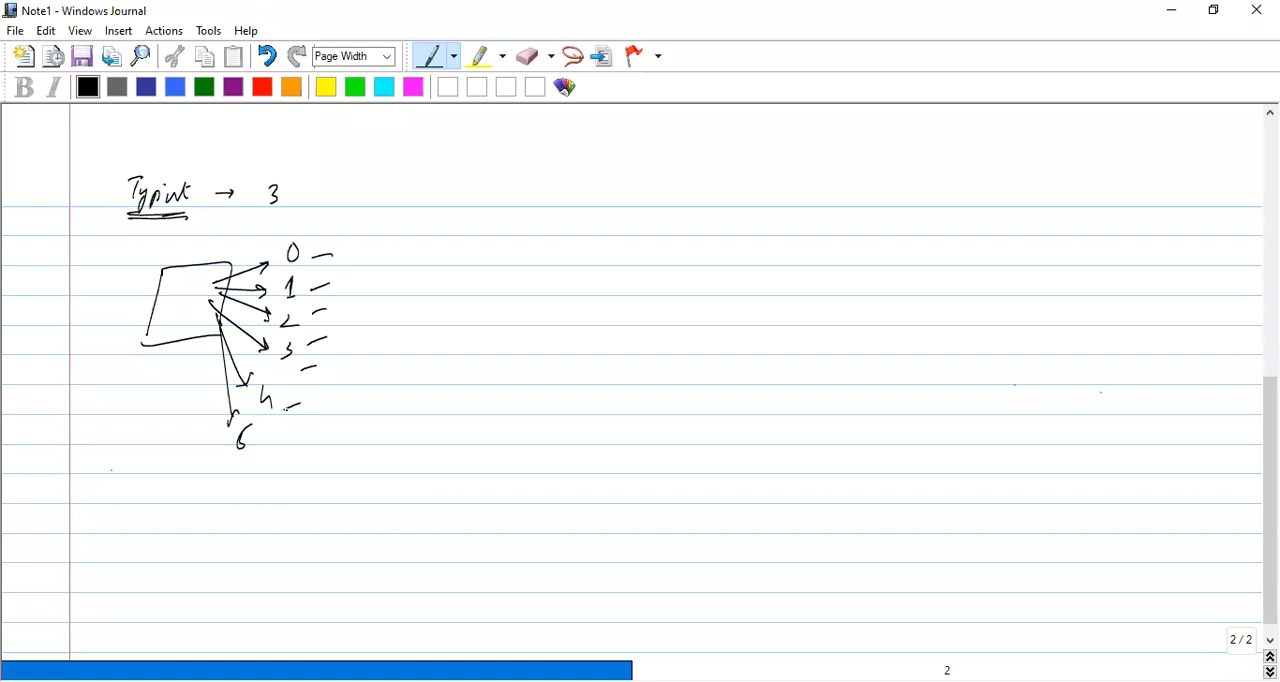 Note1 - Windows Journal
File Edit View Insert Actions Tools Help
Page Width
B I
Typist → 3
0 –
1 –
2 –
3 –
4 –
6
2 / 2
2